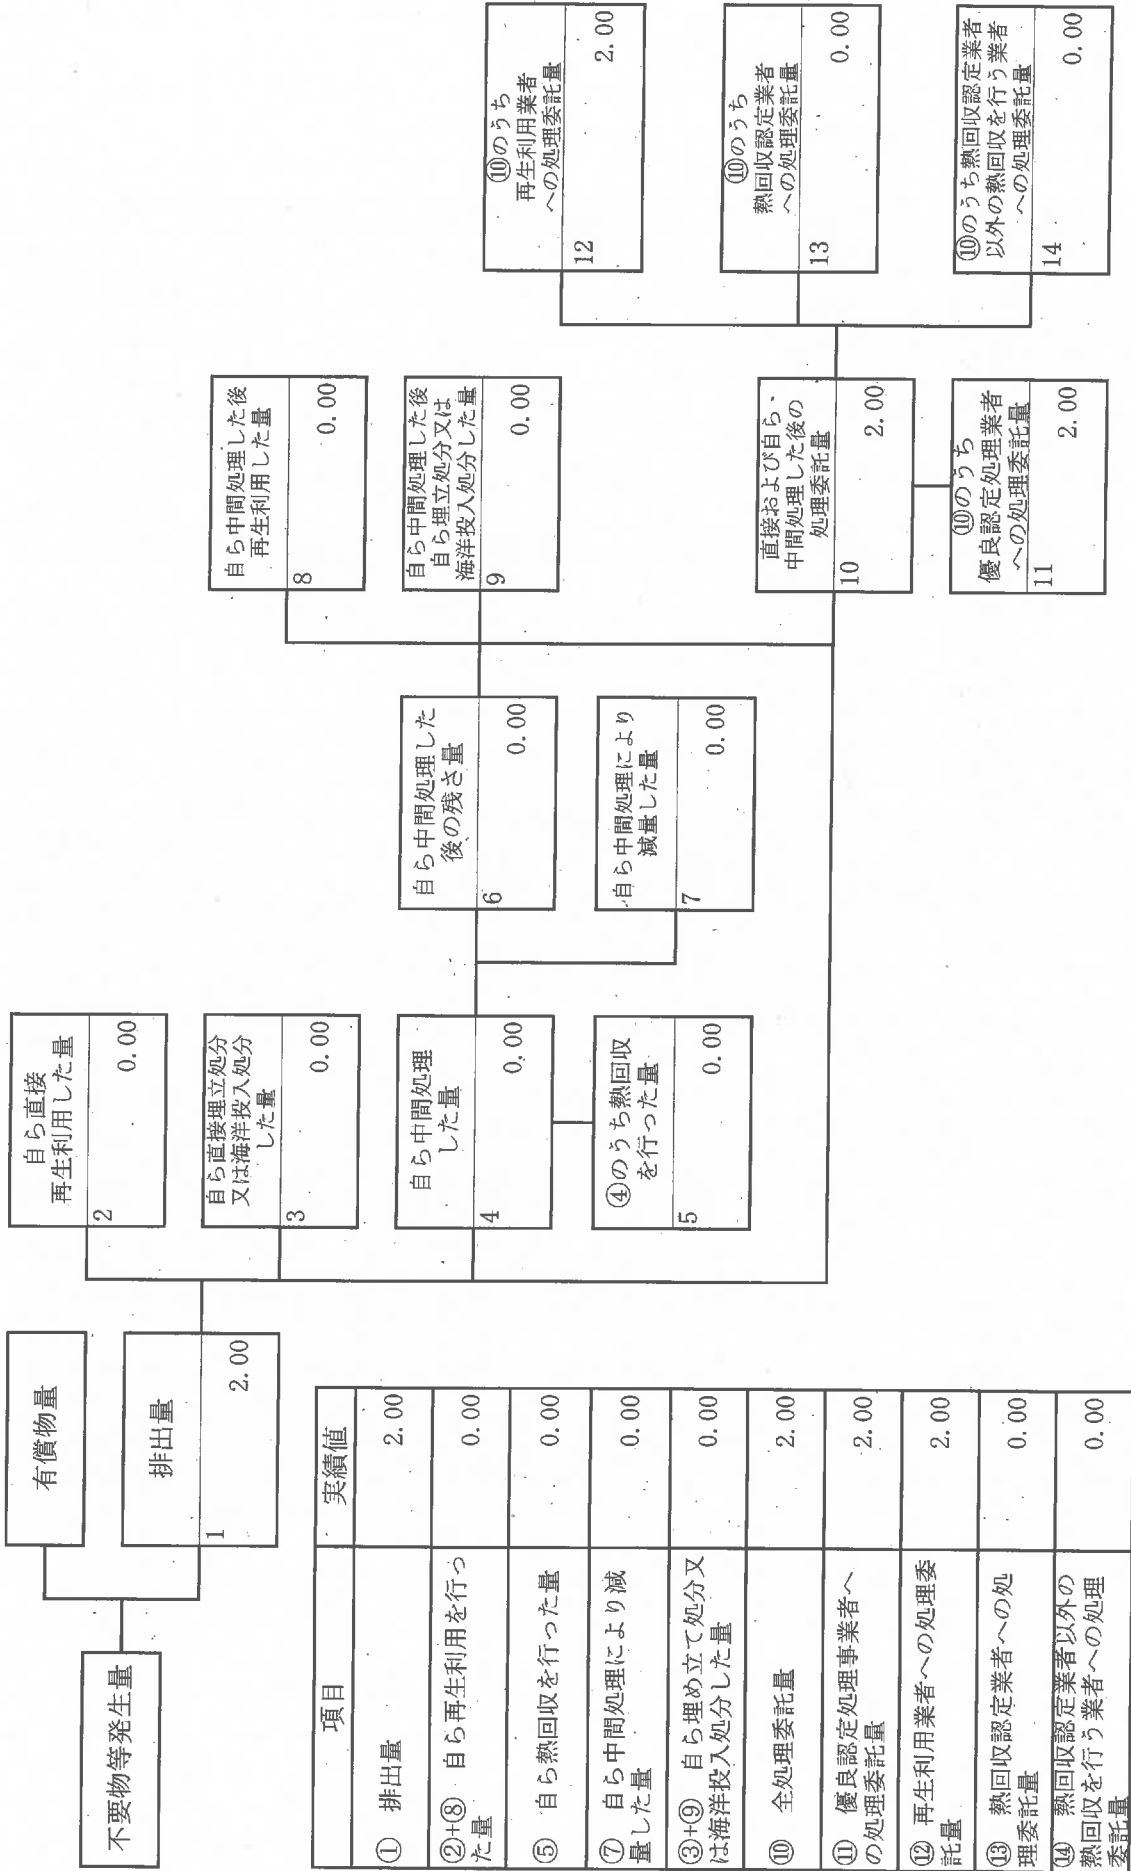 不要物等発生量
有償物量
排出量
1
2.00
自ら直接
再生利用した量
2
0.00
自ら直接埋立処分
又は海洋投入処分
した量
3
0.00
自ら中間処理
した量
4
0.00
④のうち熱回収
を行った量
5
0.00
自ら中間処理した
後の残さ量
6
0.00
自ら中間処理により
減量した量
7
0.00
自ら中間処理した後
再生利用した量
8
0.00
自ら中間処理した後
自ら埋立処分又は
海洋投入処分した量
9
0.00
直接および自ら、
中間処理した後の
処理委託量
10
2.00
⑩のうち
優良認定処理業者
への処理委託量
11
2.00
⑩のうち
再生利用業者
への処理委託量
12
2.00
⑩のうち
熱回収認定業者
への処理委託量
13
0.00
⑩のうち熱回収認定業者
以外の熱回収を行う業者
への処理委託量
14
0.00
項目 実績値
① 排出量 2.00
②+⑧ 自ら再生利用を行っ
た量 0.00
⑤ 自ら熱回収を行った量 0.00
⑦ 自ら中間処理により減
量した量 0.00
③+⑨ 自ら埋め立て処分又
は海洋投入処分した量 0.00
⑩ 全処理委託量 2.00
⑪ 優良認定処理事業者へ
の処理委託量 2.00
⑫ 再生利用業者への処理委
託量 2.00
⑬ 熱回収認定業者への処
理委託量 0.00
⑭ 熱回収認定業者以外の
熱回収を行う業者への処理
委託量 0.00